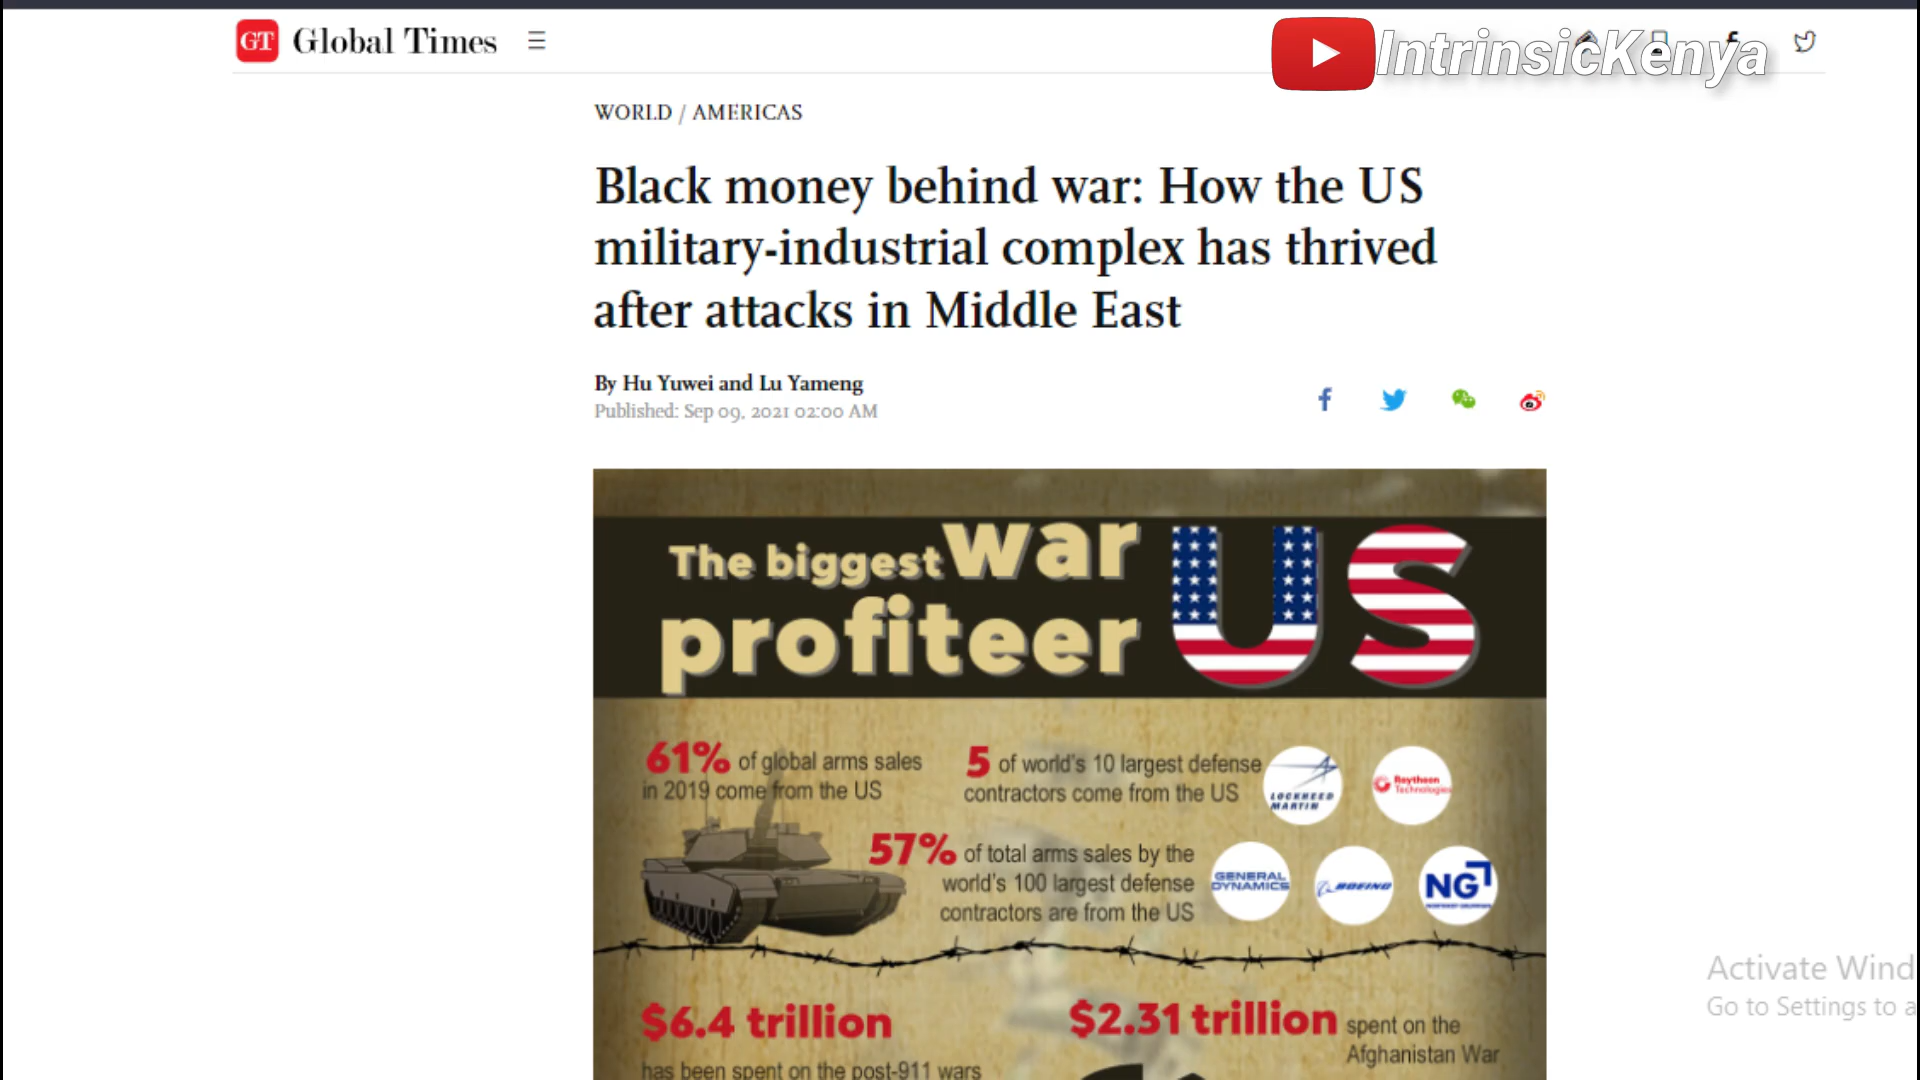 GT Global Times
IntrinsicKenya
WORLD / AMERICAS
Black money behind war: How the US
military-industrial complex has thrived
after attacks in Middle East
By Hu Yuwei and Lu Yameng
Published: Sep 09, 2021 02:00 AM
The biggest war
profiteer US
61% of global arms sales
in 2019 come from the US
5 of world's 10 largest defense
contractors come from the US
LOCKHEED
MARTIN
Raytheon
Technologies
57% of total arms sales by the
world's 100 largest defense
contractors are from the US
GENERAL
DYNAMICS
BOEING
NG
$6.4 trillion
has been spent on the post-911 wars
$2.31 trillion spent on the
Afghanistan War
Activate Wind
Go to Settings to a